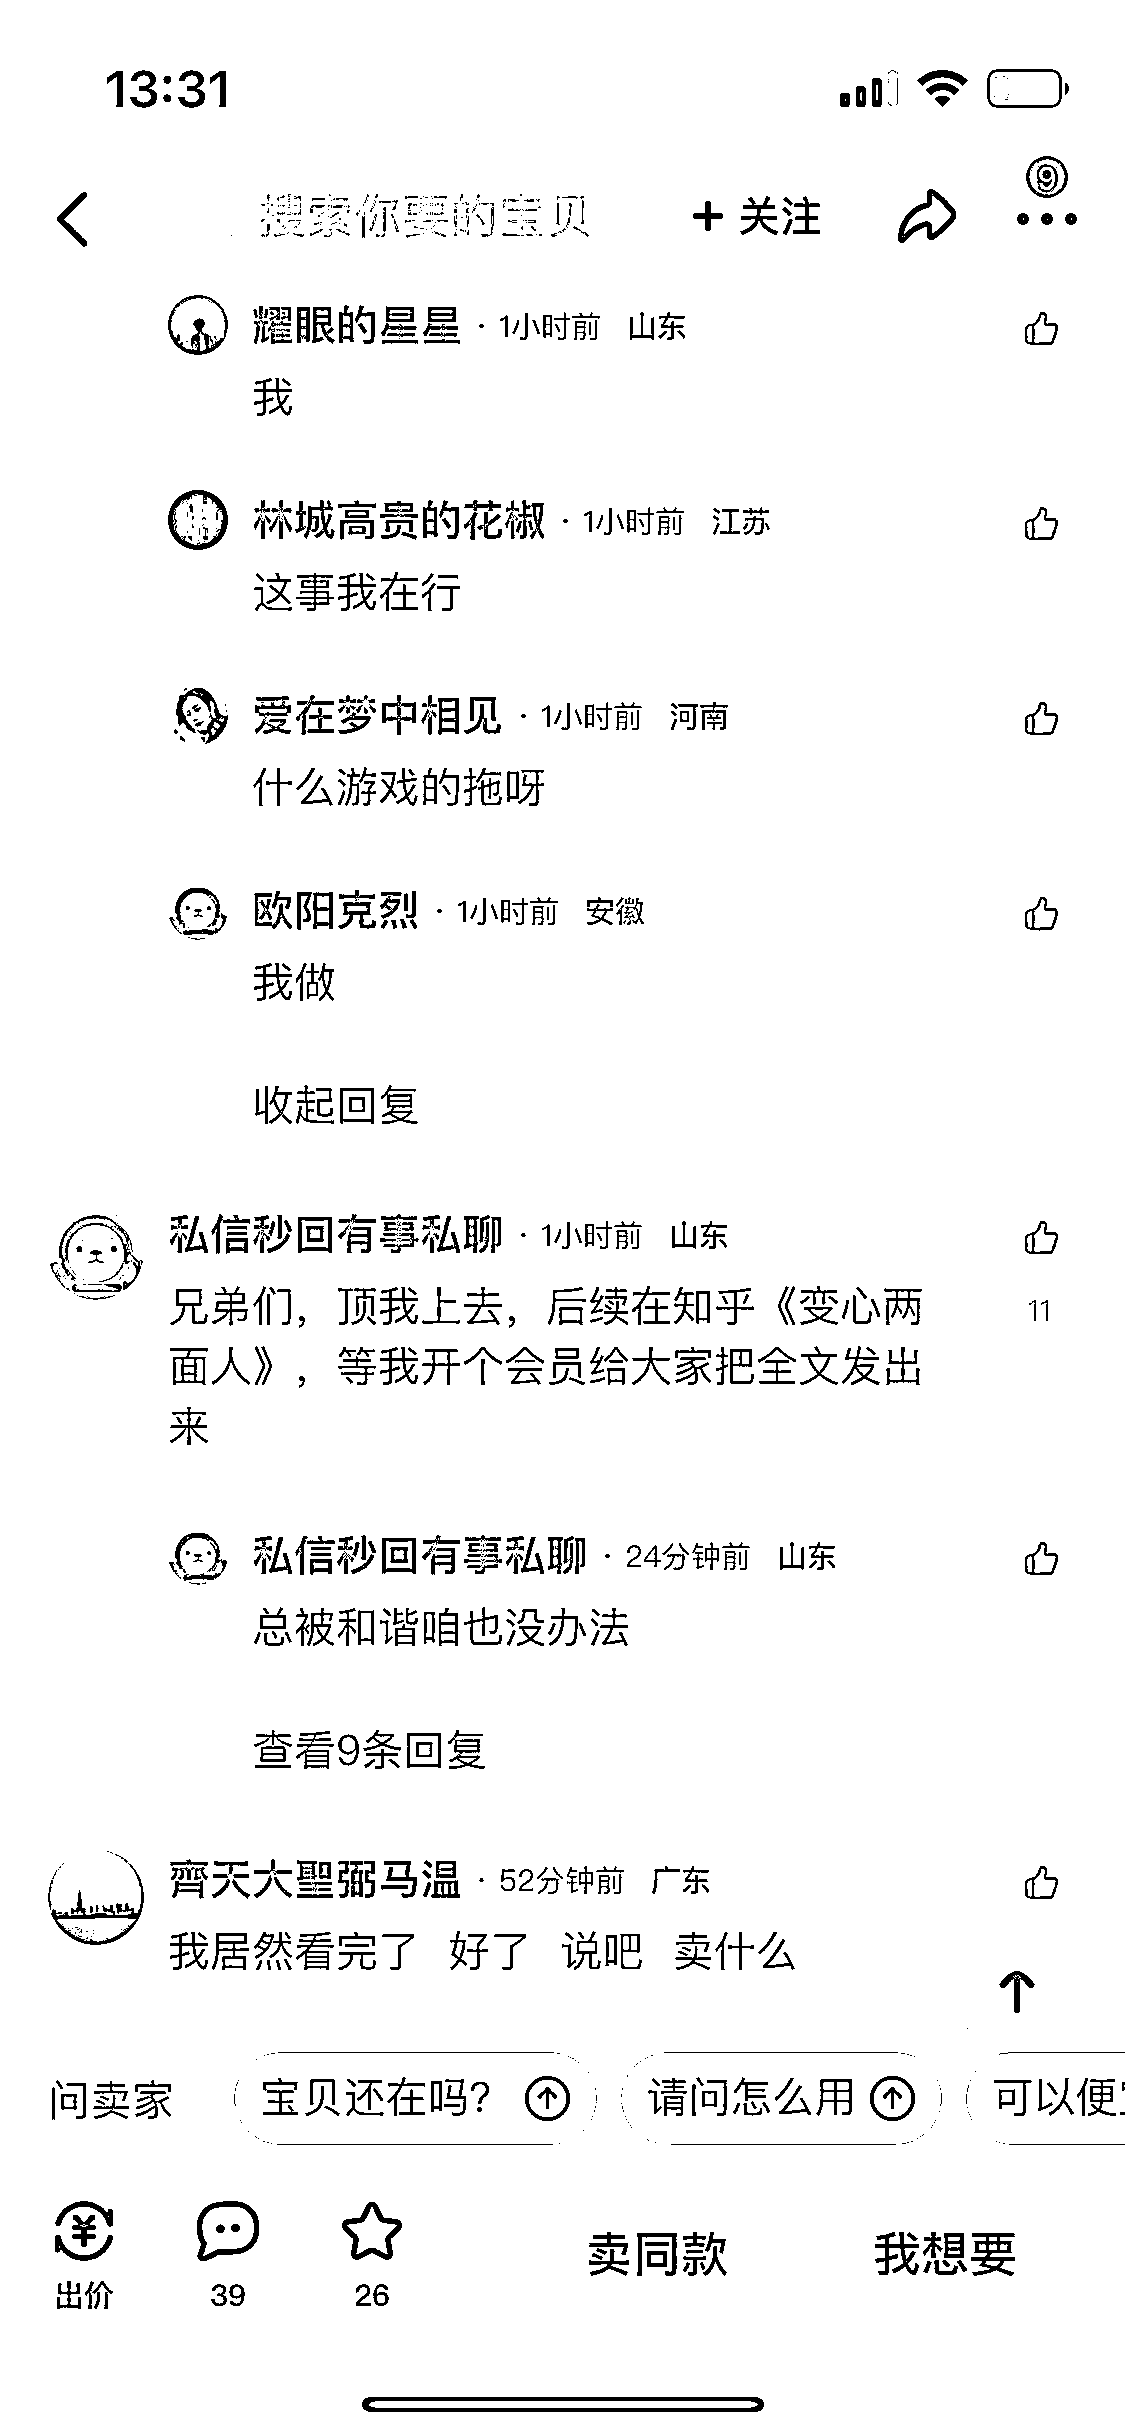 13:31
9
搜索你要的宝贝
+ 关注
耀眼的星星 · 1小时前 山东
我
林城高贵的花椒 · 1小时前 江苏
这事我在行
爱在梦中相见 · 1小时前 河南
什么游戏的拖呀
欧阳克烈 · 1小时前 安徽
我做
收起回复
私信秒回有事私聊 · 1小时前 山东
兄弟们，顶我上去，后续在知乎《变心两
11
面人》，等我开个会员给大家把全文发出
来
私信秒回有事私聊 · 24分钟前 山东
总被和谐咱也没办法
查看9条回复
齊天大聖弼马温 · 52分钟前 广东
我居然看完了 好了 说吧 卖什么
问卖家 宝贝还在吗？ 请问怎么用 可以便
出价 39 26 卖同款 我想要